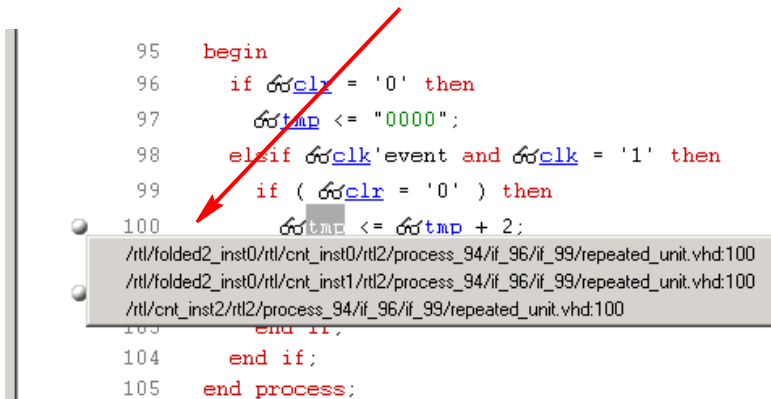 95 begin
96 if clr = '0' then
97 tmp <= "0000";
98 elsif clk'event and clk = '1' then
99 if ( clr = '0' ) then
100 tmp <= tmp + 2;
/rtl/folded2_inst0/rtl/cnt_inst0/rtl2/process_94/if_96/if_99/repeated_unit.vhd:100
/rtl/folded2_inst0/rtl/cnt_inst1/rtl2/process_94/if_96/if_99/repeated_unit.vhd:100
/rtl/cnt_inst2/rtl2/process_94/if_96/if_99/repeated_unit.vhd:100
103 end if;
104 end if;
105 end process;